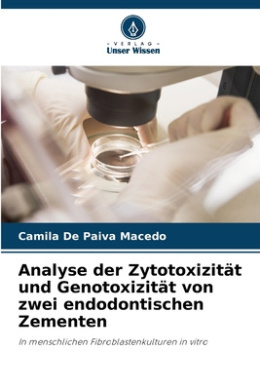 VERLAG
Unser Wissen
Camila De Paiva Macedo
Analyse der Zytotoxizität
und Genotoxizität von
zwei endodontischen
Zementen
In menschlichen Fibroblastenkulturen in vitro